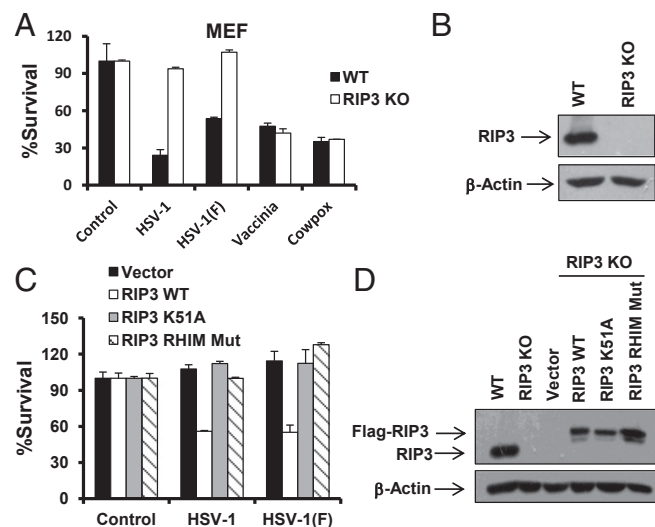 A
MEF
%Survival
120
90
60
30
0
Control
HSV-1
HSV-1(F)
Vaccinia
Cowpox
WT
RIP3 KO
B
WT
RIP3 KO
RIP3
β-Actin
C
Vector
RIP3 WT
RIP3 K51A
RIP3 RHIM Mut
%Survival
150
120
90
60
30
0
Control
HSV-1
HSV-1(F)
D
RIP3 KO
WT
RIP3 KO
Vector
RIP3 WT
RIP3 K51A
RIP3 RHIM Mut
Flag-RIP3
RIP3
β-Actin